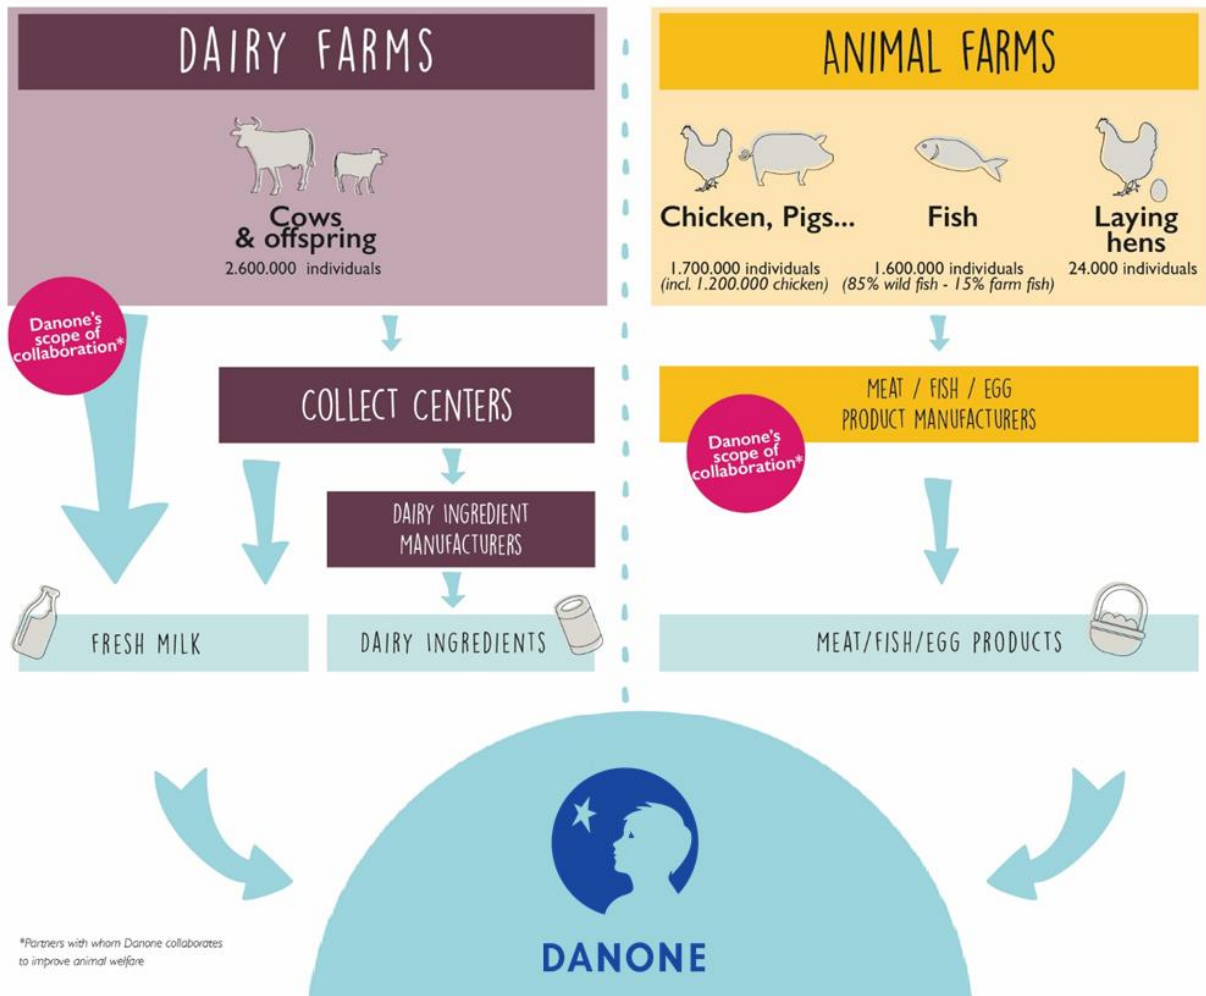 DAIRY FARMS
Cows
& offspring
2.600.000 individuals
Danone's
scope of
collaboration*
COLLECT CENTERS
DAIRY INGREDIENT
MANUFACTURERS
FRESH MILK
DAIRY INGREDIENTS
ANIMAL FARMS
Chicken, Pigs...
1.700.000 individuals
(incl. 1.200.000 chicken)
Fish
1.600.000 individuals
(85% wild fish - 15% farm fish)
Laying
hens
24.000 individuals
MEAT / FISH / EGG
PRODUCT MANUFACTURERS
Danone's
scope of
collaboration*
MEAT/FISH/EGG PRODUCTS
DANONE
*Partners with whom Danone collaborates
to improve animal welfare